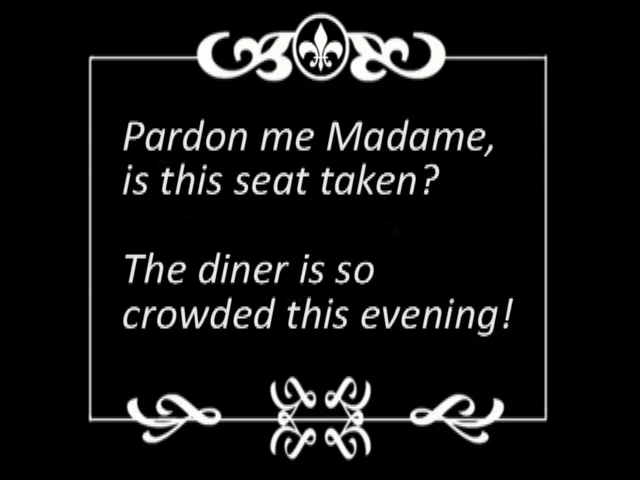 Pardon me Madame,
is this seat taken?
The diner is so
crowded this evening!